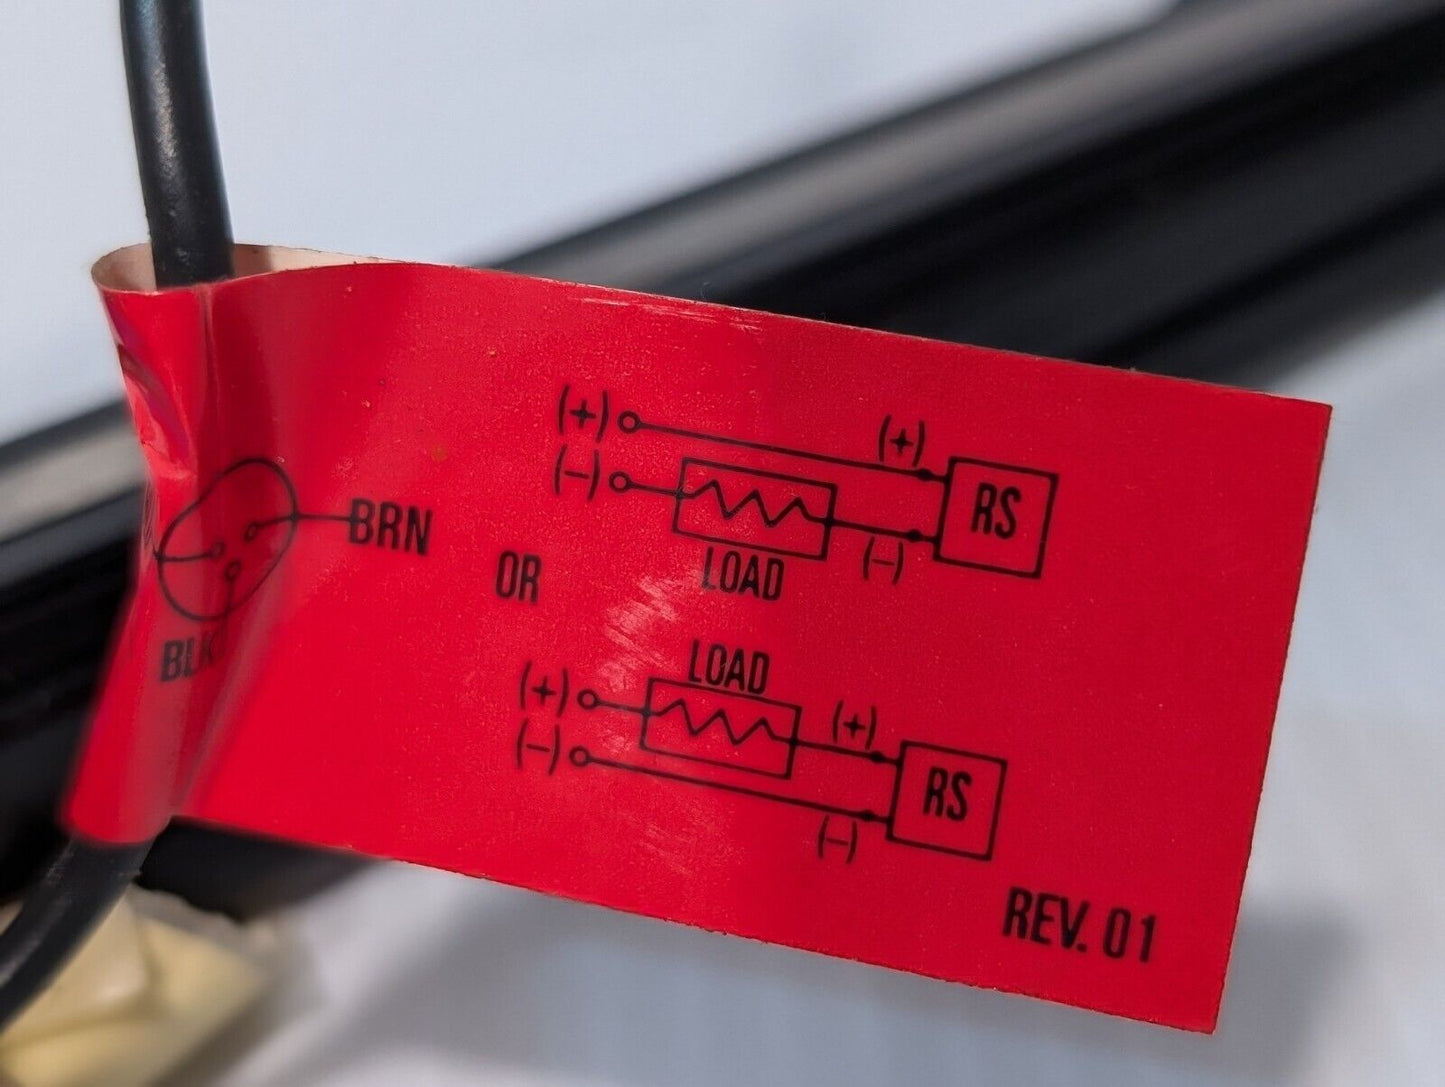 BRN
BLK
OR
(+)
(+)
(−)
RS
LOAD
(−)
LOAD
(+)
(+)
(−)
RS
(−)
REV. 01